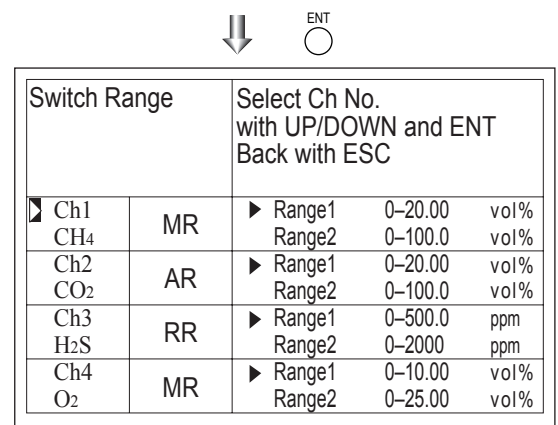 ENT
Switch Range
Select Ch No.
with UP/DOWN and ENT
Back with ESC
Ch1 MR Range1 0–20.00 vol%
CH4 Range2 0–100.0 vol%
Ch2 AR Range1 0–20.00 vol%
CO2 Range2 0–100.0 vol%
Ch3 RR Range1 0–500.0 ppm
H2S Range2 0–2000 ppm
Ch4 MR Range1 0–10.00 vol%
O2 Range2 0–25.00 vol%